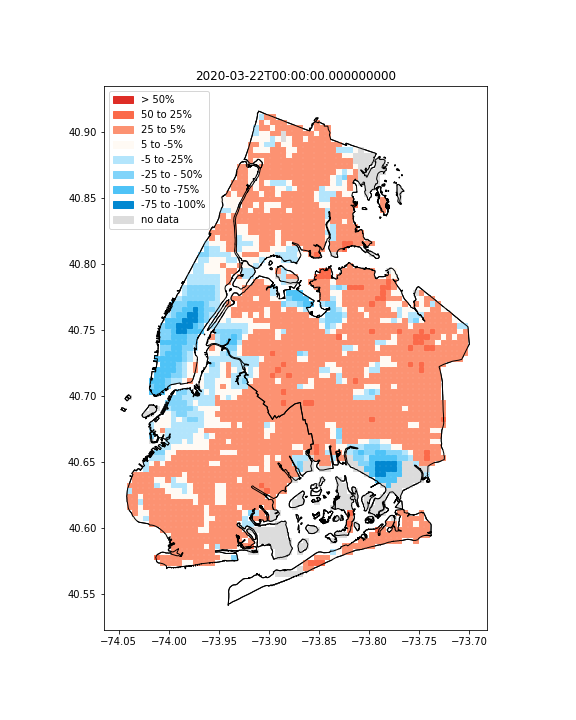 2020-03-22T00:00:00.000000000
> 50%
50 to 25%
25 to 5%
5 to -5%
-5 to -25%
-25 to - 50%
-50 to -75%
-75 to -100%
no data
40.90
40.85
40.80
40.75
40.70
40.65
40.60
40.55
−74.05 −74.00 −73.95 −73.90 −73.85 −73.80 −73.75 −73.70